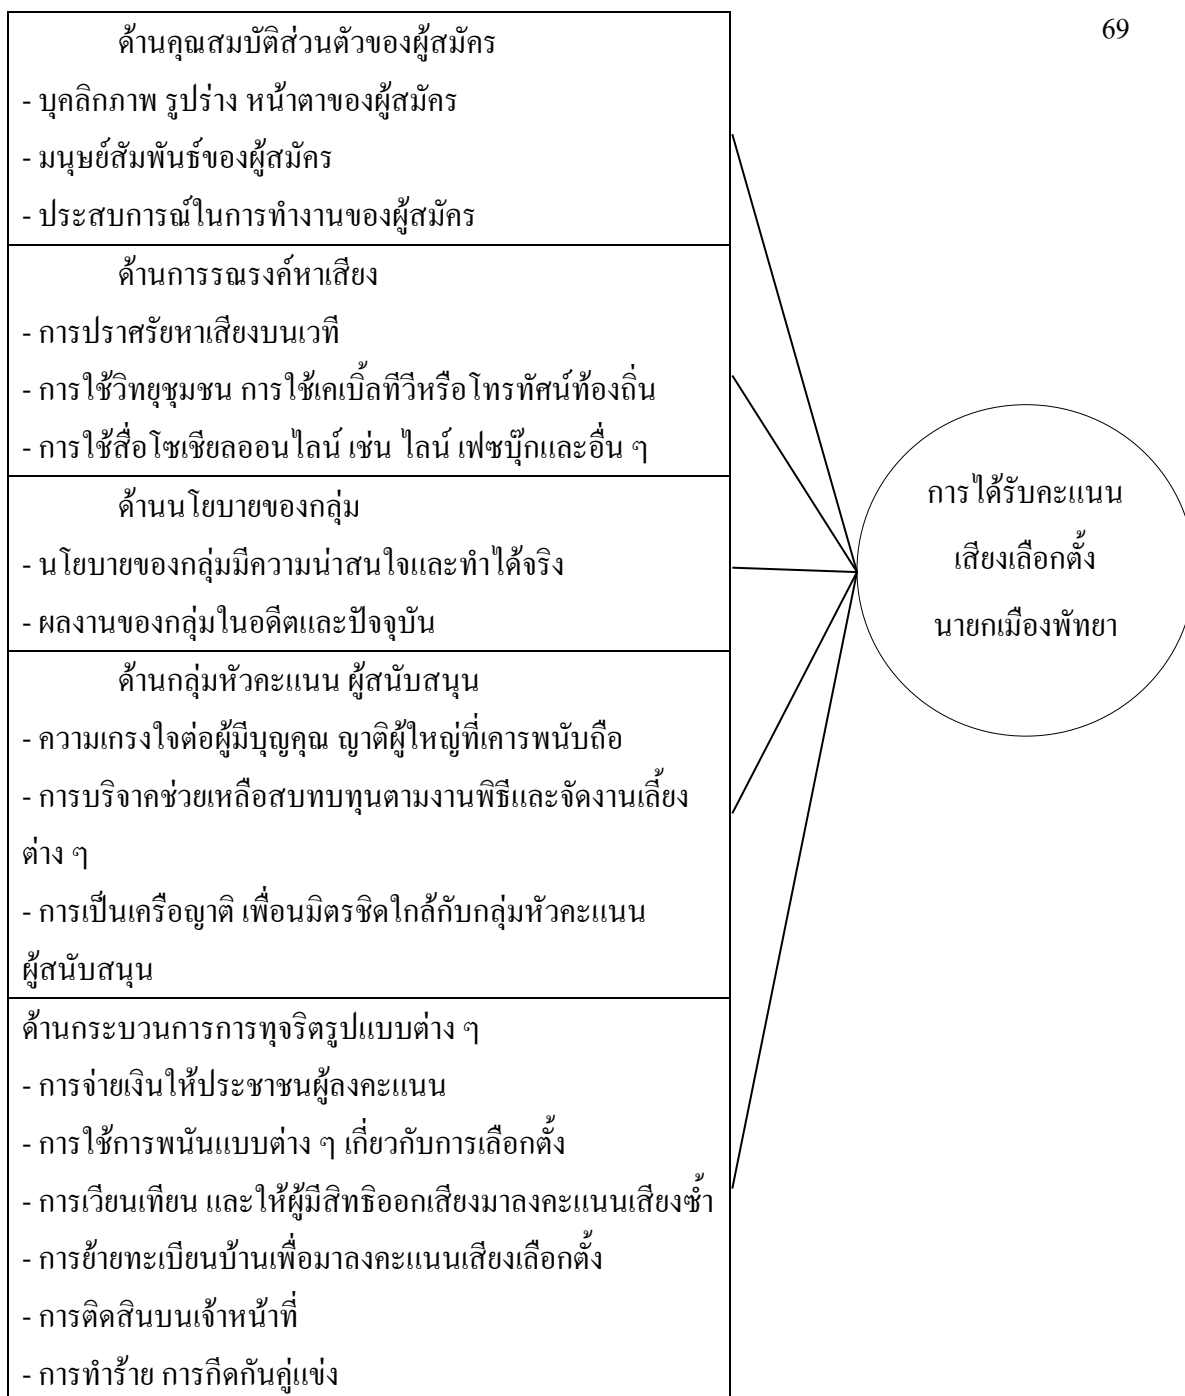 69
ด้านคุณสมบัติส่วนตัวของผู้สมัคร
- บุคลิกภาพ รูปร่าง หน้าตาของผู้สมัคร
- มนุษย์สัมพันธ์ของผู้สมัคร
- ประสบการณ์ในการทำงานของผู้สมัคร
ด้านการรณรงค์หาเสียง
- การปราศรัยหาเสียงบนเวที
- การใช้วิทยุชุมชน การใช้เคเบิ้ลทีวีหรือโทรทัศน์ท้องถิ่น
- การใช้สื่อโซเชียลออนไลน์ เช่น ไลน์ เฟซบุ๊กและอื่น ๆ
ด้านนโยบายของกลุ่ม
- นโยบายของกลุ่มมีความน่าสนใจและทำได้จริง
- ผลงานของกลุ่มในอดีตและปัจจุบัน
ด้านกลุ่มหัวคะแนน ผู้สนับสนุน
- ความเกรงใจต่อผู้มีบุญคุณ ญาติผู้ใหญ่ที่เคารพนับถือ
- การบริจาคช่วยเหลือสบทบทุนตามงานพิธีและจัดงานเลี้ยง
ต่าง ๆ
- การเป็นเครือญาติ เพื่อนมิตรชิดใกล้กับกลุ่มหัวคะแนน
ผู้สนับสนุน
ด้านกระบวนการการทุจริตรูปแบบต่าง ๆ
- การจ่ายเงินให้ประชาชนผู้ลงคะแนน
- การใช้การพนันแบบต่าง ๆ เกี่ยวกับการเลือกตั้ง
- การเวียนเทียน และให้ผู้มีสิทธิออกเสียงมาลงคะแนนเสียงซ้ำ
- การย้ายทะเบียนบ้านเพื่อมาลงคะแนนเสียงเลือกตั้ง
- การติดสินบนเจ้าหน้าที่
- การทำร้าย การกีดกันคู่แข่ง
การได้รับคะแนน
เสียงเลือกตั้ง
นายกเมืองพัทยา